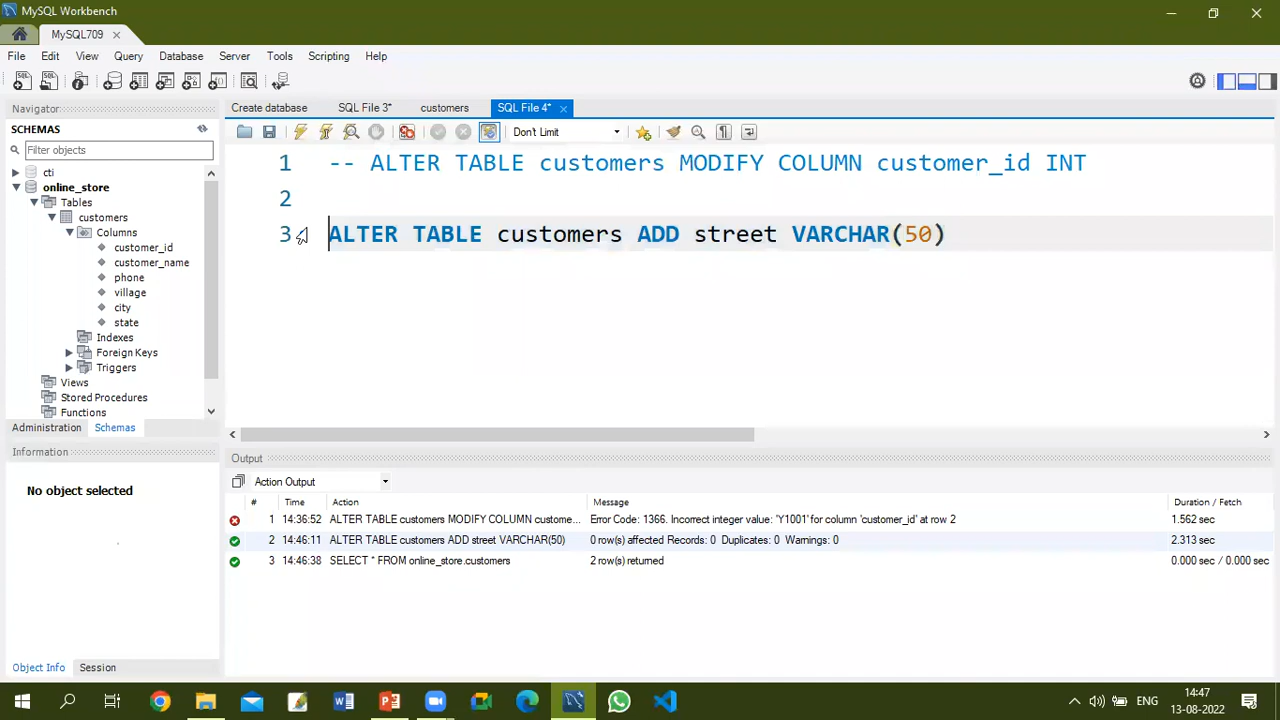 MySQL Workbench
MySQL709
File Edit View Query Database Server Tools Scripting Help
Navigator
SCHEMAS
Filter objects
cti
online_store
Tables
customers
Columns
customer_id
customer_name
phone
village
city
state
Indexes
Foreign Keys
Triggers
Views
Stored Procedures
Functions
Administration Schemas
Information
No object selected
Object Info Session
Create database SQL File 3* customers SQL File 4*
Don't Limit
1 -- ALTER TABLE customers MODIFY COLUMN customer_id INT
2
3 ALTER TABLE customers ADD street VARCHAR(50)
Output
Action Output
# Time Action Message Duration / Fetch
1 14:36:52 ALTER TABLE customers MODIFY COLUMN custome... Error Code: 1366. Incorrect integer value: 'Y1001' for column 'customer_id' at row 2 1.562 sec
2 14:46:11 ALTER TABLE customers ADD street VARCHAR(50) 0 row(s) affected Records: 0 Duplicates: 0 Warnings: 0 2.313 sec
3 14:46:38 SELECT * FROM online_store.customers 2 row(s) returned 0.000 sec / 0.000 sec
ENG
14:47
13-08-2022